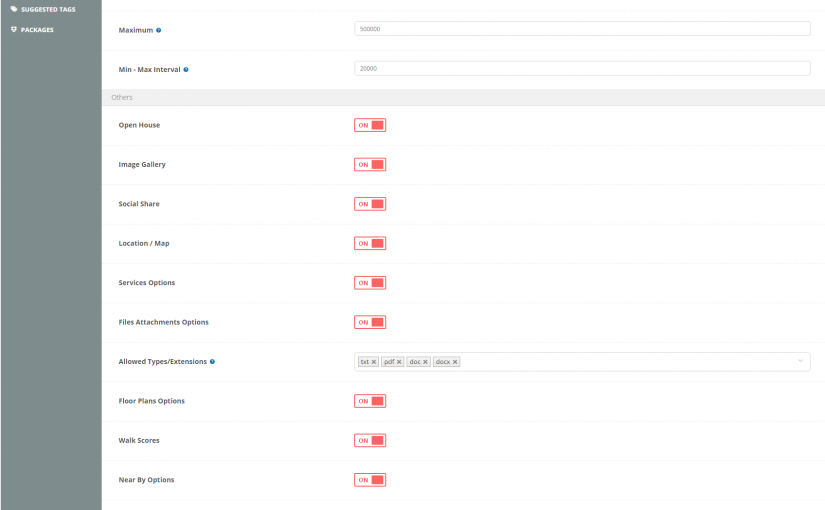 SUGGESTED TAGS
PACKAGES
Maximum ?
500000
Min - Max Interval ?
20000
Others
Open House
ON
Image Gallery
ON
Social Share
ON
Location / Map
ON
Services Options
ON
Files Attachments Options
ON
Allowed Types/Extensions ?
txt × pdf × doc × docx ×
Floor Plans Options
ON
Walk Scores
ON
Near By Options
ON